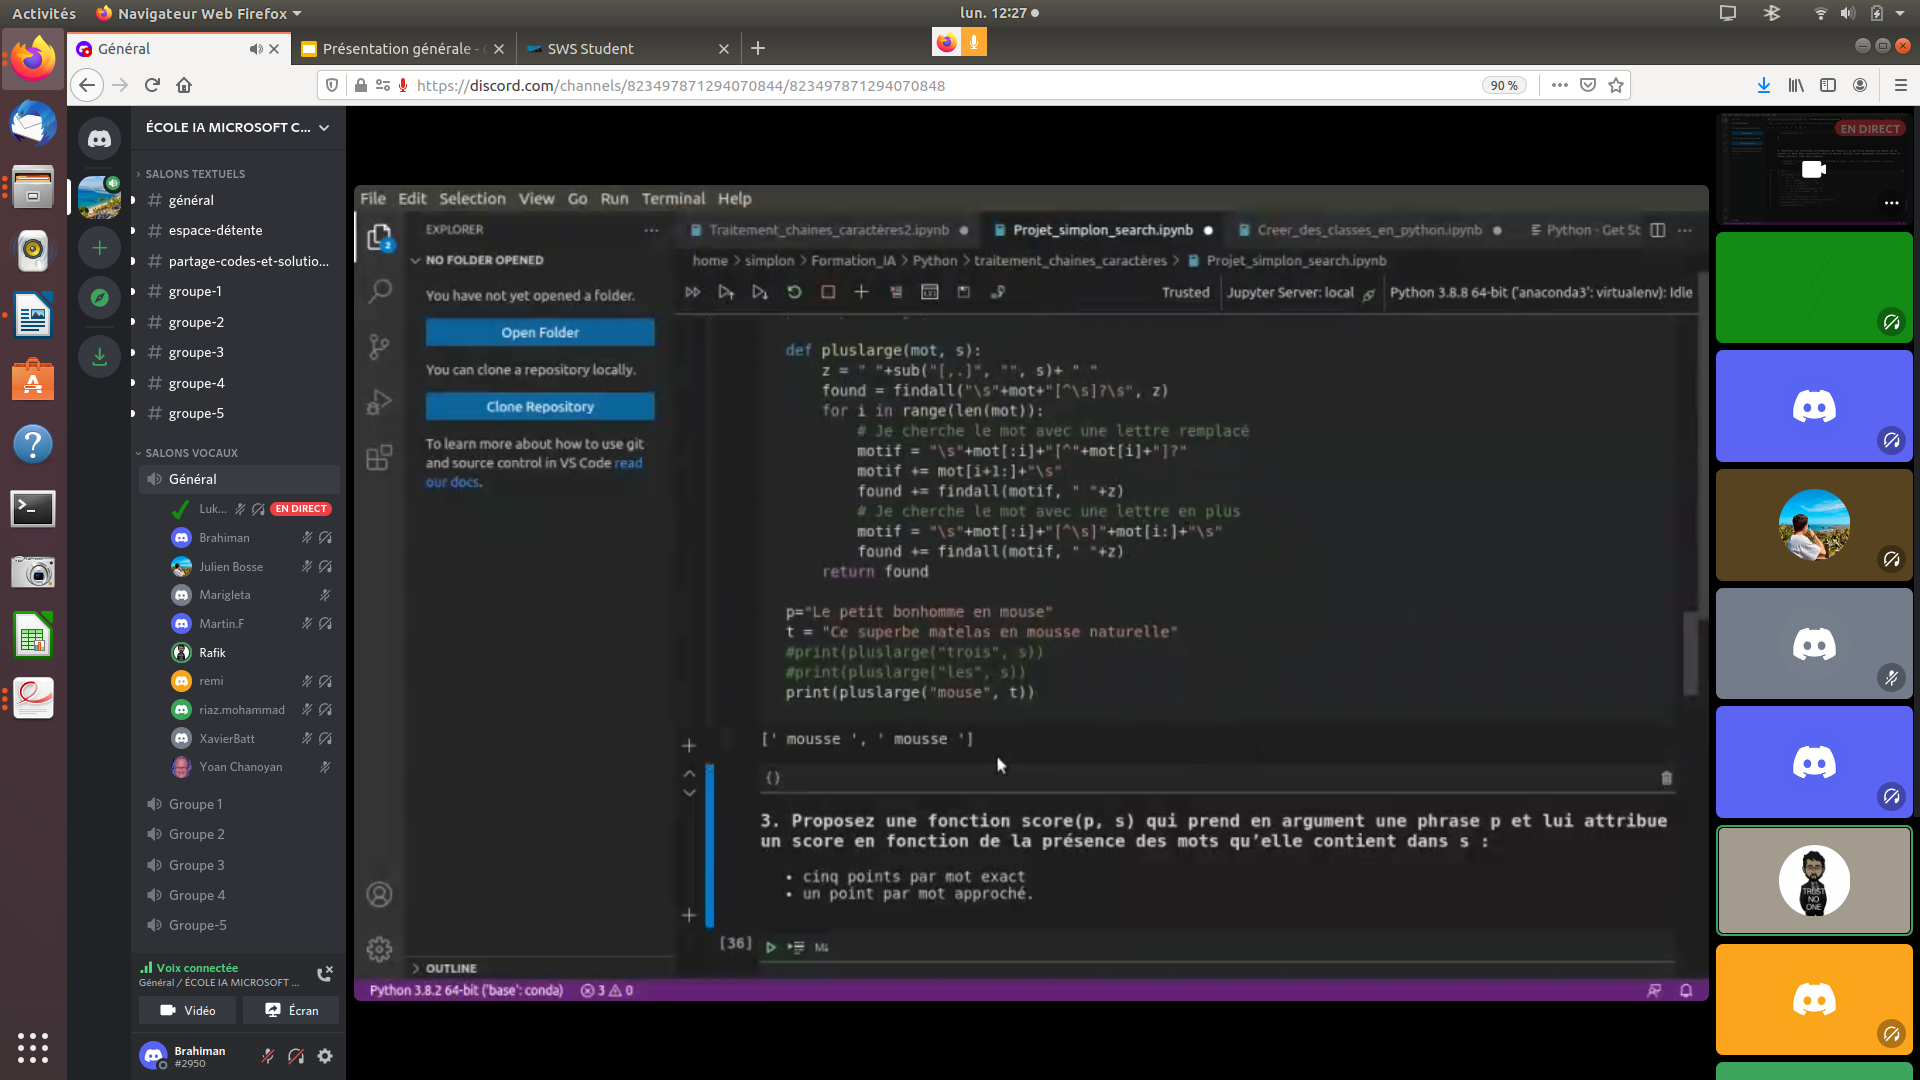 Activités
Navigateur Web Firefox
lun. 12:27
Général
Présentation générale -
SWS Student
https://discord.com/channels/823497871294070844/823497871294070848
90 %
ÉCOLE IA MICROSOFT C...
SALONS TEXTUELS
général
espace-détente
partage-codes-et-solutio...
groupe-1
groupe-2
groupe-3
groupe-4
groupe-5
SALONS VOCAUX
Général
Luk... EN DIRECT
Brahiman
Julien Bosse
Marigleta
Martin.F
Rafik
remi
riaz.mohammad
XavierBatt
Yoan Chanoyan
Groupe 1
Groupe 2
Groupe 3
Groupe 4
Groupe-5
Voix connectée
Général / ÉCOLE IA MICROSOFT ...
Vidéo
Écran
Brahiman
#2950
File Edit Selection View Go Run Terminal Help
EXPLORER
NO FOLDER OPENED
You have not yet opened a folder.
Open Folder
You can clone a repository locally.
Clone Repository
To learn more about how to use git
and source control in VS Code read
our docs.
OUTLINE
2
Traitement_chaines_caractères2.ipynb
Projet_simplon_search.ipynb
Creer_des_classes_en_python.ipynb
Python - Get St
home > simplon > Formation_IA > Python > traitement_chaines_caractères > Projet_simplon_search.ipynb
Trusted
Jupyter Server: local
Python 3.8.8 64-bit ('anaconda3': virtualenv): Idle
def pluslarge(mot, s):
z = " "+sub("[,.]", "", s)+ " "
found = findall("\s"+mot+"[^\s]?\s", z)
for i in range(len(mot)):
# Je cherche le mot avec une lettre remplacé
motif = "\s"+mot[:i]+"[^"+mot[i]+"]?"
motif += mot[i+1:]+"\s"
found += findall(motif, " "+z)
# Je cherche le mot avec une lettre en plus
motif = "\s"+mot[:i]+"[^\s]"+mot[i:]+"\s"
found += findall(motif, " "+z)
return found
p="Le petit bonhomme en mouse"
t = "Ce superbe matelas en mousse naturelle"
#print(pluslarge("trois", s))
#print(pluslarge("les", s))
print(pluslarge("mouse", t))
[' mousse ', ' mousse ']
{}
3. Proposez une fonction score(p, s) qui prend en argument une phrase p et lui attribue
un score en fonction de la présence des mots qu'elle contient dans s :
• cinq points par mot exact
• un point par mot approché.
[36]
M↓
Python 3.8.2 64-bit ('base': conda)
3
0
EN DIRECT
TRUST
NO
ONE